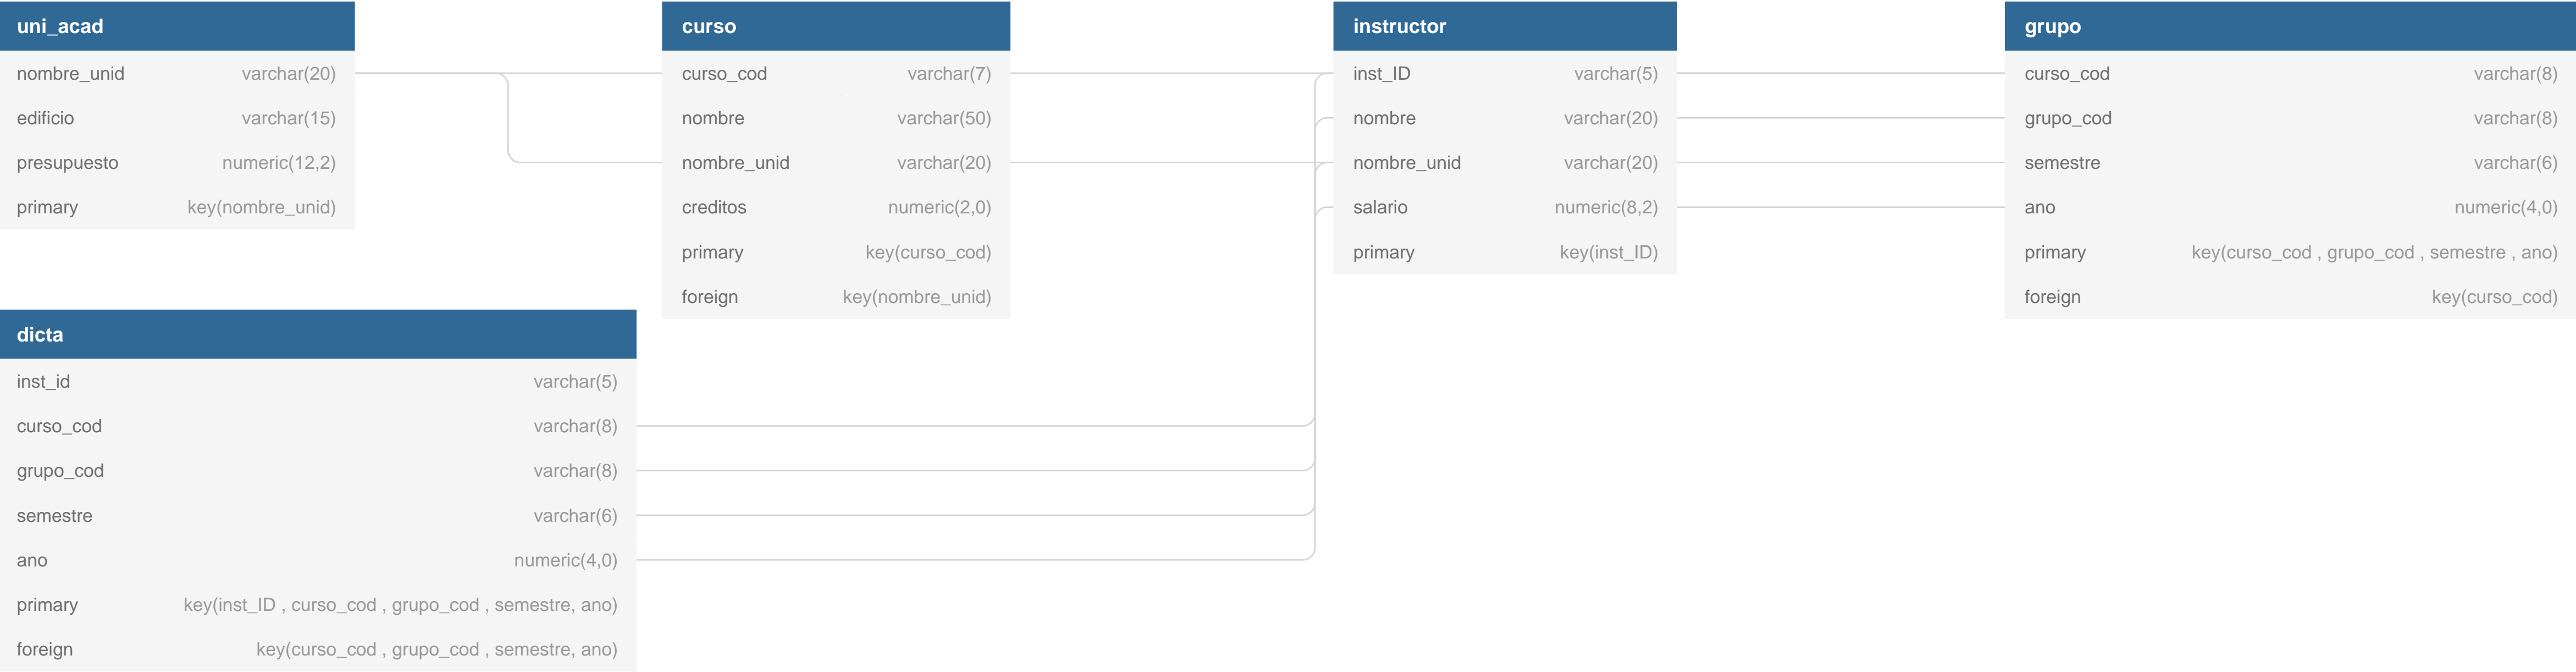 uni_acad
nombre_unid varchar(20)
edificio varchar(15)
presupuesto numeric(12,2)
primary key(nombre_unid)
curso
curso_cod varchar(7)
nombre varchar(50)
nombre_unid varchar(20)
creditos numeric(2,0)
primary key(curso_cod)
foreign key(nombre_unid)
instructor
inst_ID varchar(5)
nombre varchar(20)
nombre_unid varchar(20)
salario numeric(8,2)
primary key(inst_ID)
grupo
curso_cod varchar(8)
grupo_cod varchar(8)
semestre varchar(6)
ano numeric(4,0)
primary key(curso_cod , grupo_cod , semestre , ano)
foreign key(curso_cod)
dicta
inst_id varchar(5)
curso_cod varchar(8)
grupo_cod varchar(8)
semestre varchar(6)
ano numeric(4,0)
primary key(inst_ID , curso_cod , grupo_cod , semestre, ano)
foreign key(curso_cod , grupo_cod , semestre, ano)